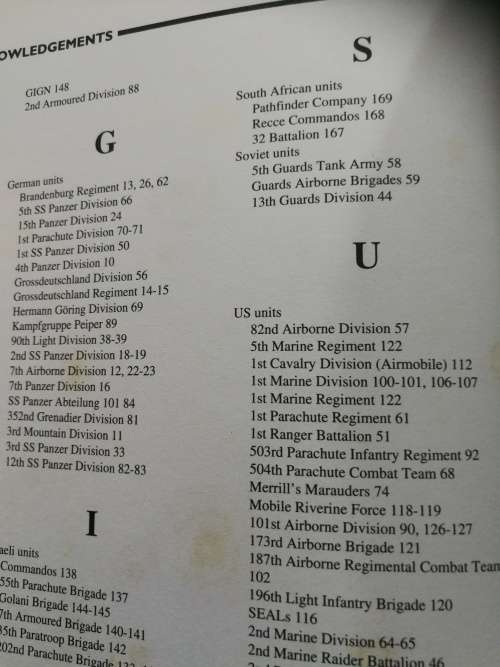 OWLEDGEMENTS
GIGN 148
2nd Armoured Division 88
G
German units
Brandenburg Regiment 13, 26, 62
5th SS Panzer Division 66
15th Panzer Division 24
1st Parachute Division 70-71
1st SS Panzer Division 50
4th Panzer Division 10
Grossdeutschland Division 56
Grossdeutschland Regiment 14-15
Hermann Göring Division 69
Kampfgruppe Peiper 89
90th Light Division 38-39
2nd SS Panzer Division 18-19
7th Airborne Division 12, 22-23
7th Panzer Division 16
SS Panzer Abteilung 101 84
352nd Grenadier Division 81
3rd Mountain Division 11
3rd SS Panzer Division 33
12th SS Panzer Division 82-83
I
aeli units
Commandos 138
55th Parachute Brigade 137
Golani Brigade 144-145
7th Armoured Brigade 140-141
35th Paratroop Brigade 142
202nd Parachute Brigade
S
South African units
Pathfinder Company 169
Recce Commandos 168
32 Battalion 167
Soviet units
5th Guards Tank Army 58
Guards Airborne Brigades 59
13th Guards Division 44
U
US units
82nd Airborne Division 57
5th Marine Regiment 122
1st Cavalry Division (Airmobile) 112
1st Marine Division 100-101, 106-107
1st Marine Regiment 122
1st Parachute Regiment 61
1st Ranger Battalion 51
503rd Parachute Infantry Regiment 92
504th Parachute Combat Team 68
Merrill's Marauders 74
Mobile Riverine Force 118-119
101st Airborne Division 90, 126-127
173rd Airborne Brigade 121
187th Airborne Regimental Combat Team
102
196th Light Infantry Brigade 120
SEALs 116
2nd Marine Division 64-65
2nd Marine Raider Battalion 46